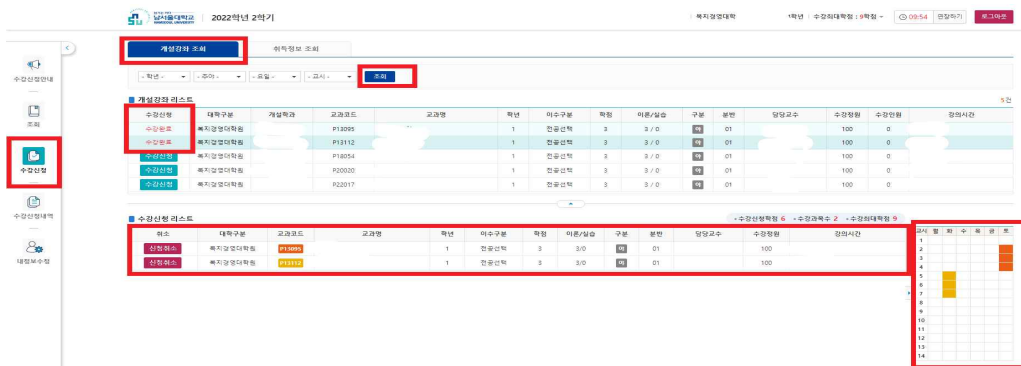 남서울대학교 2022학년 2학기 복지경영대학 1학년 수강최대학점 : 9학점 - 09:54 연장하기 로그아웃
개설강좌 조회 취득정보 조회
수강신청안내
조회
수강신청
수강신청내역
내정보수정
- 학년 - - 주야 - - 요일 - - 교시 - 조회
개설강좌 리스트 5건
수강신청 대학구분 개설학과 교과코드 교과명 학년 이수구분 학점 이론/실습 구분 분반 담당교수 수강정원 수강인원 강의시간
수강완료 복지경영대학원 P13095 1 전공선택 3 3 / 0 야 01 100 0
수강완료 복지경영대학원 P13112 1 전공선택 3 3 / 0 야 01 100 0
수강신청 복지경영대학원 P18054 1 전공선택 3 3 / 0 야 01 100 0
수강신청 복지경영대학원 P20020 1 전공선택 3 3 / 0 야 01 100 0
수강신청 복지경영대학원 P22017 1 전공선택 3 3 / 0 야 01 100 0
수강신청 리스트 • 수강신청학점 6 • 수강과목수 2 • 수강최대학점 9
취소 대학구분 교과코드 교과명 학년 이수구분 학점 이론/실습 구분 분반 담당교수 수강정원 강의시간
신청취소 복지경영대학원 P13095 1 전공선택 3 3/0 야 01 100
신청취소 복지경영대학원 P13112 1 전공선택 3 3/0 야 01 100
교시 월 화 수 목 금 토
1
2
3
4
5
6
7
8
9
10
11
12
13
14